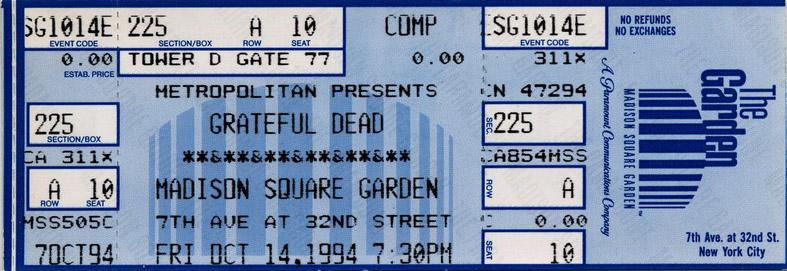 SG1014E 225 A 10 COMP ESG1014E
EVENT CODE SECTION/BOX ROW SEAT EVENT CODE
0.00 TOWER D GATE 77 0.00 311X
ESTAB. PRICE
METROPOLITAN PRESENTS CN 47294
225 GRATEFUL DEAD SEC. 225
SECTION/BOX
CA 311X **&**&**&**&**&**&** CA854MSS
A 10 MADISON SQUARE GARDEN ROW A
ROW SEAT
MSS505C 7TH AVE AT 32ND STREET C 0.00
7OCT94 FRI OCT 14,1994 7:30PM SEAT 10
NO REFUNDS
NO EXCHANGES
A Paramount Communications Company
MADISON SQUARE GARDEN™
The Garden
7th Ave. at 32nd St.
New York City